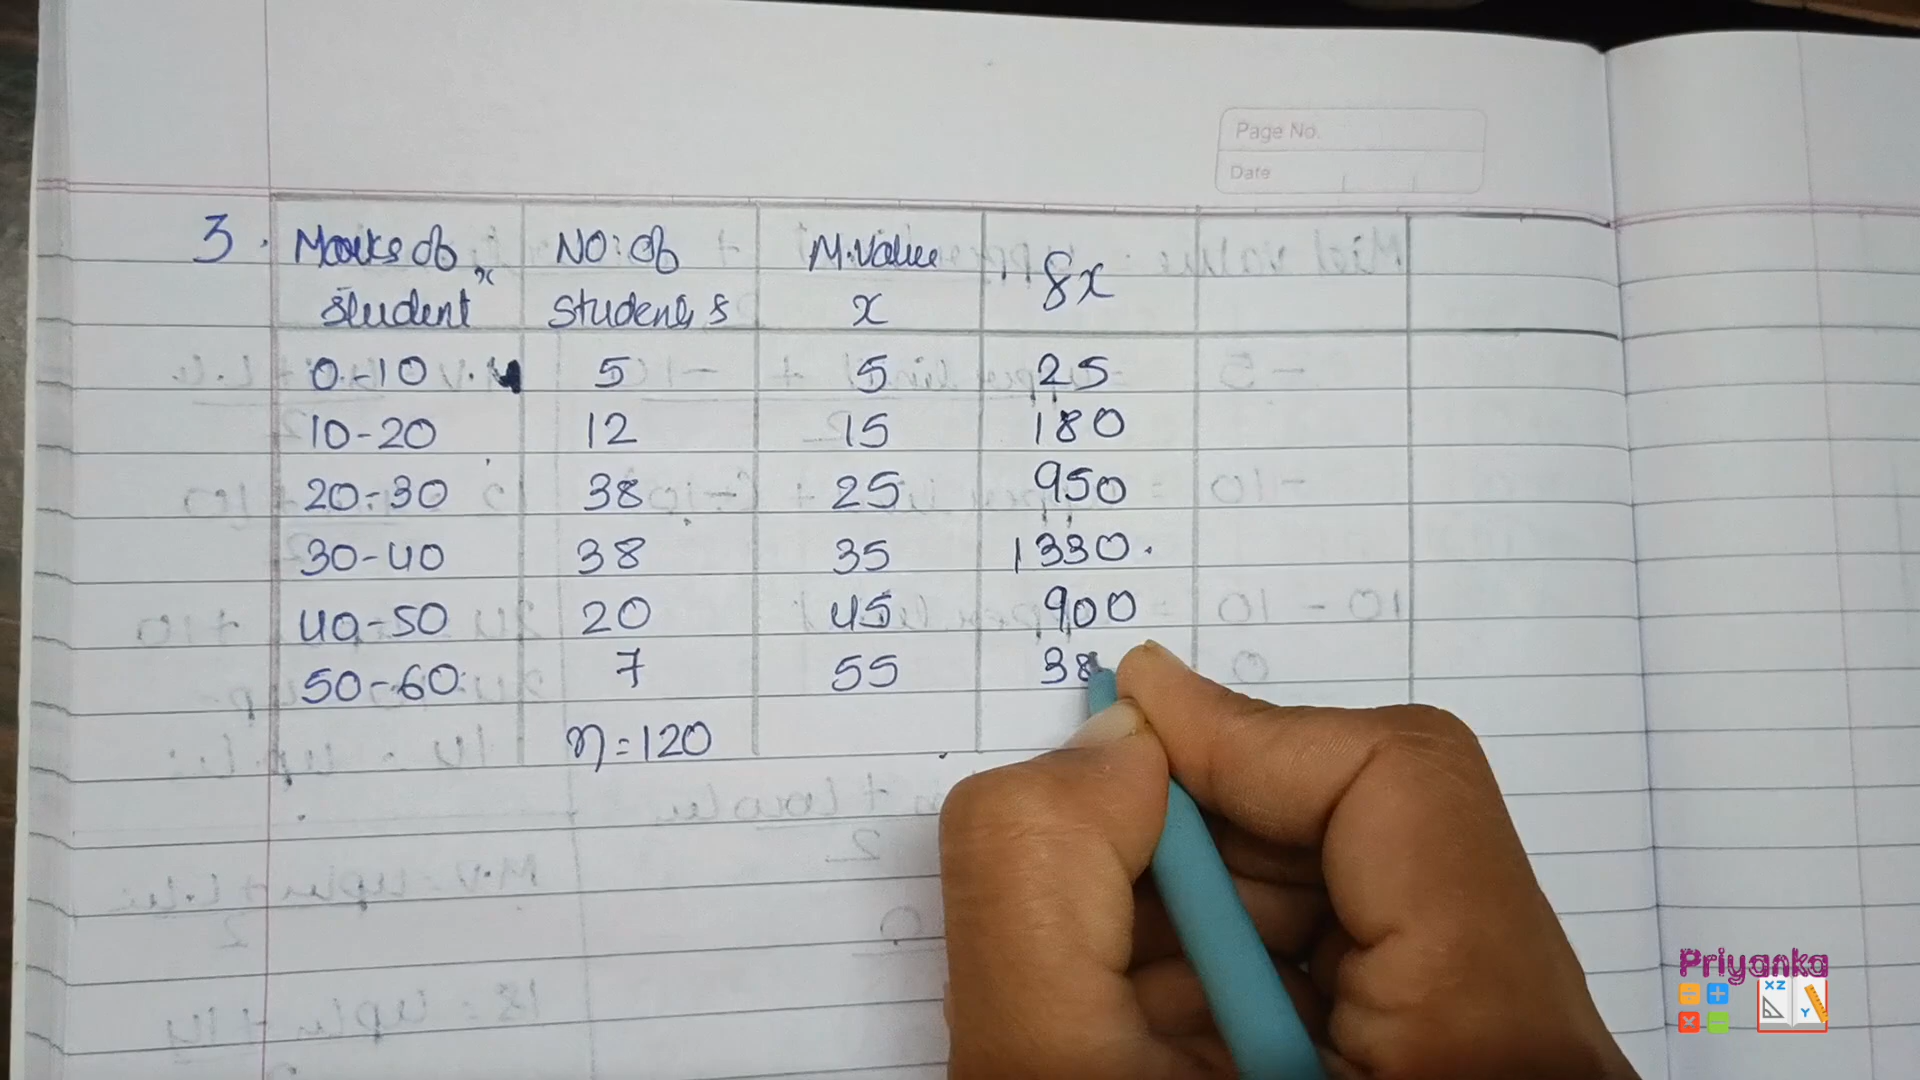 Page No.
Date
3. Marks of student x NO: of students M.Value x fx
0-10 5 5 25
10-20 12 15 180
20-30 38 25 950
30-40 38 35 1330.
40-50 20 45 900
50-60 7 55 38
n=120
Priyanka
XZ
Y